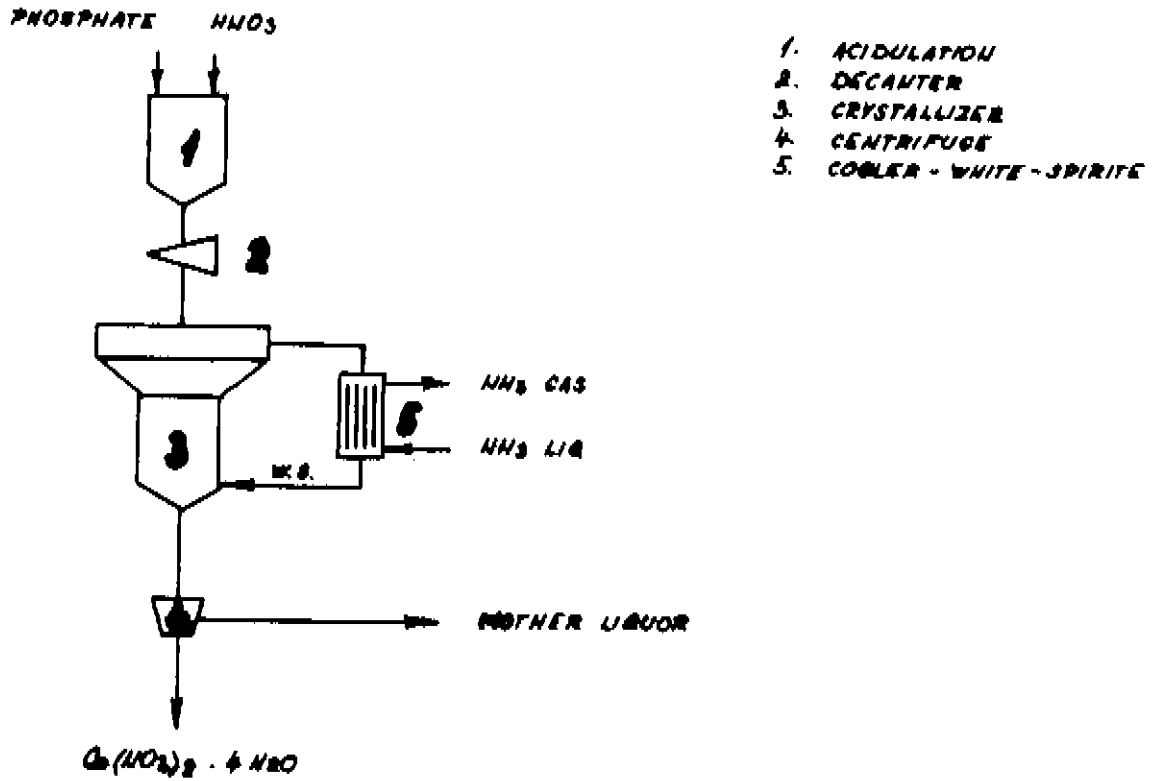 PHOSPHATE HNO3
1. ACIDULATION
2. DECANTER
3. CRYSTALLIZER
4. CENTRIFUGE
5. COOLER - WHITE - SPIRITE
1
2
NH3 GAS
5
NH3 LIQ
3
W.S.
MOTHER LIQUOR
Ca(NO3)2 . 4 H2O